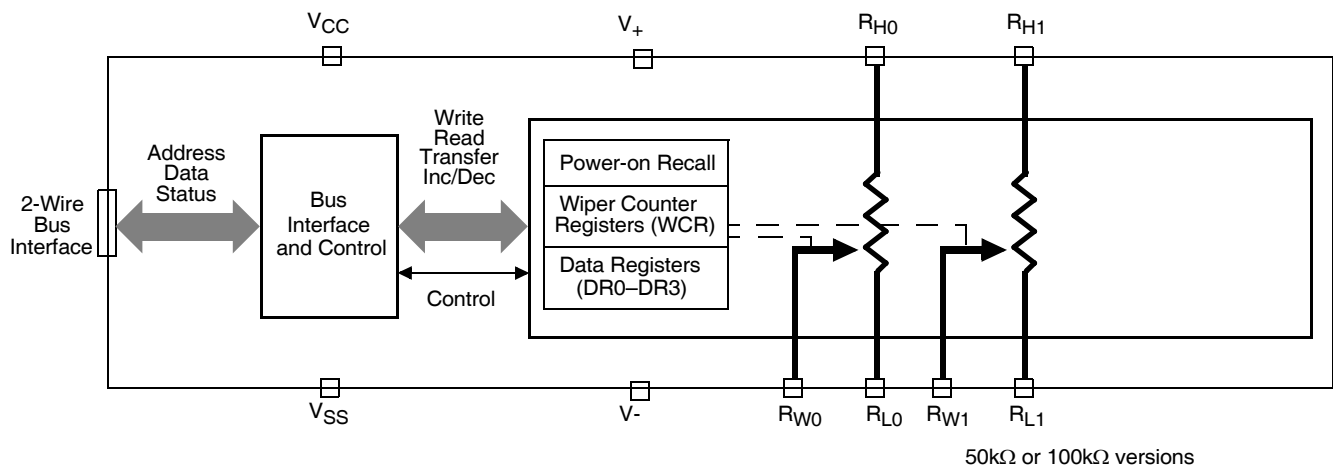 VCC
V+
RH0
RH1
Address
Data
Status
Write
Read
Transfer
Inc/Dec
2-Wire
Bus
Interface
Bus
Interface
and Control
Power-on Recall
Wiper Counter
Registers (WCR)
Data Registers
(DR0–DR3)
Control
VSS
V-
RW0
RL0
RW1
RL1
50kΩ or 100kΩ versions